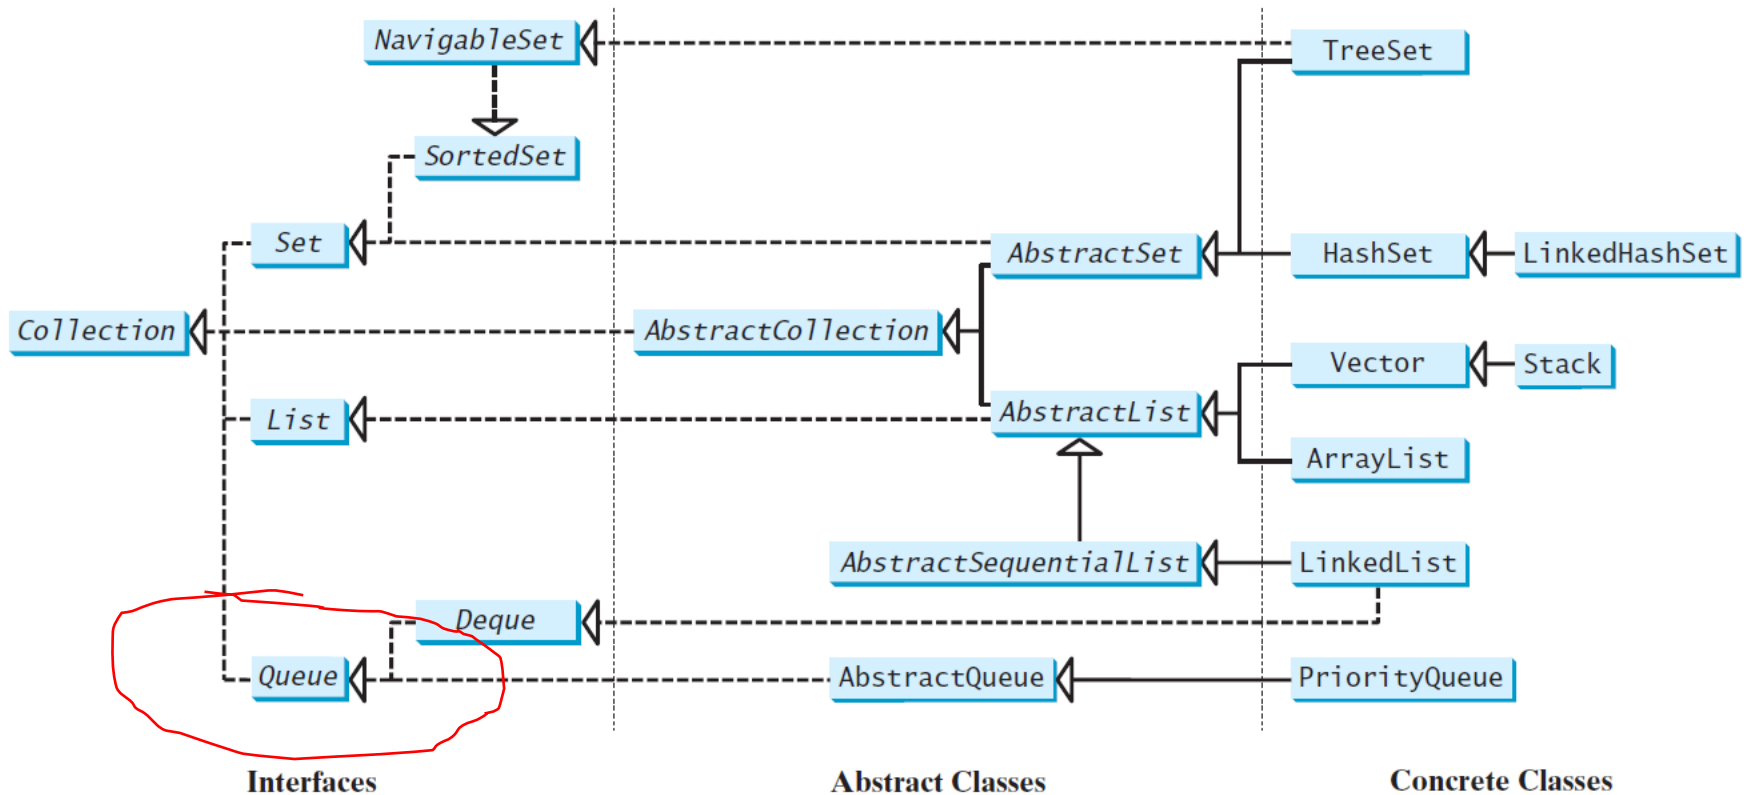 NavigableSet
TreeSet
SortedSet
Set
AbstractSet
HashSet
LinkedHashSet
Collection
AbstractCollection
Vector
Stack
List
AbstractList
ArrayList
AbstractSequentialList
LinkedList
Deque
Queue
AbstractQueue
PriorityQueue
Interfaces
Abstract Classes
Concrete Classes